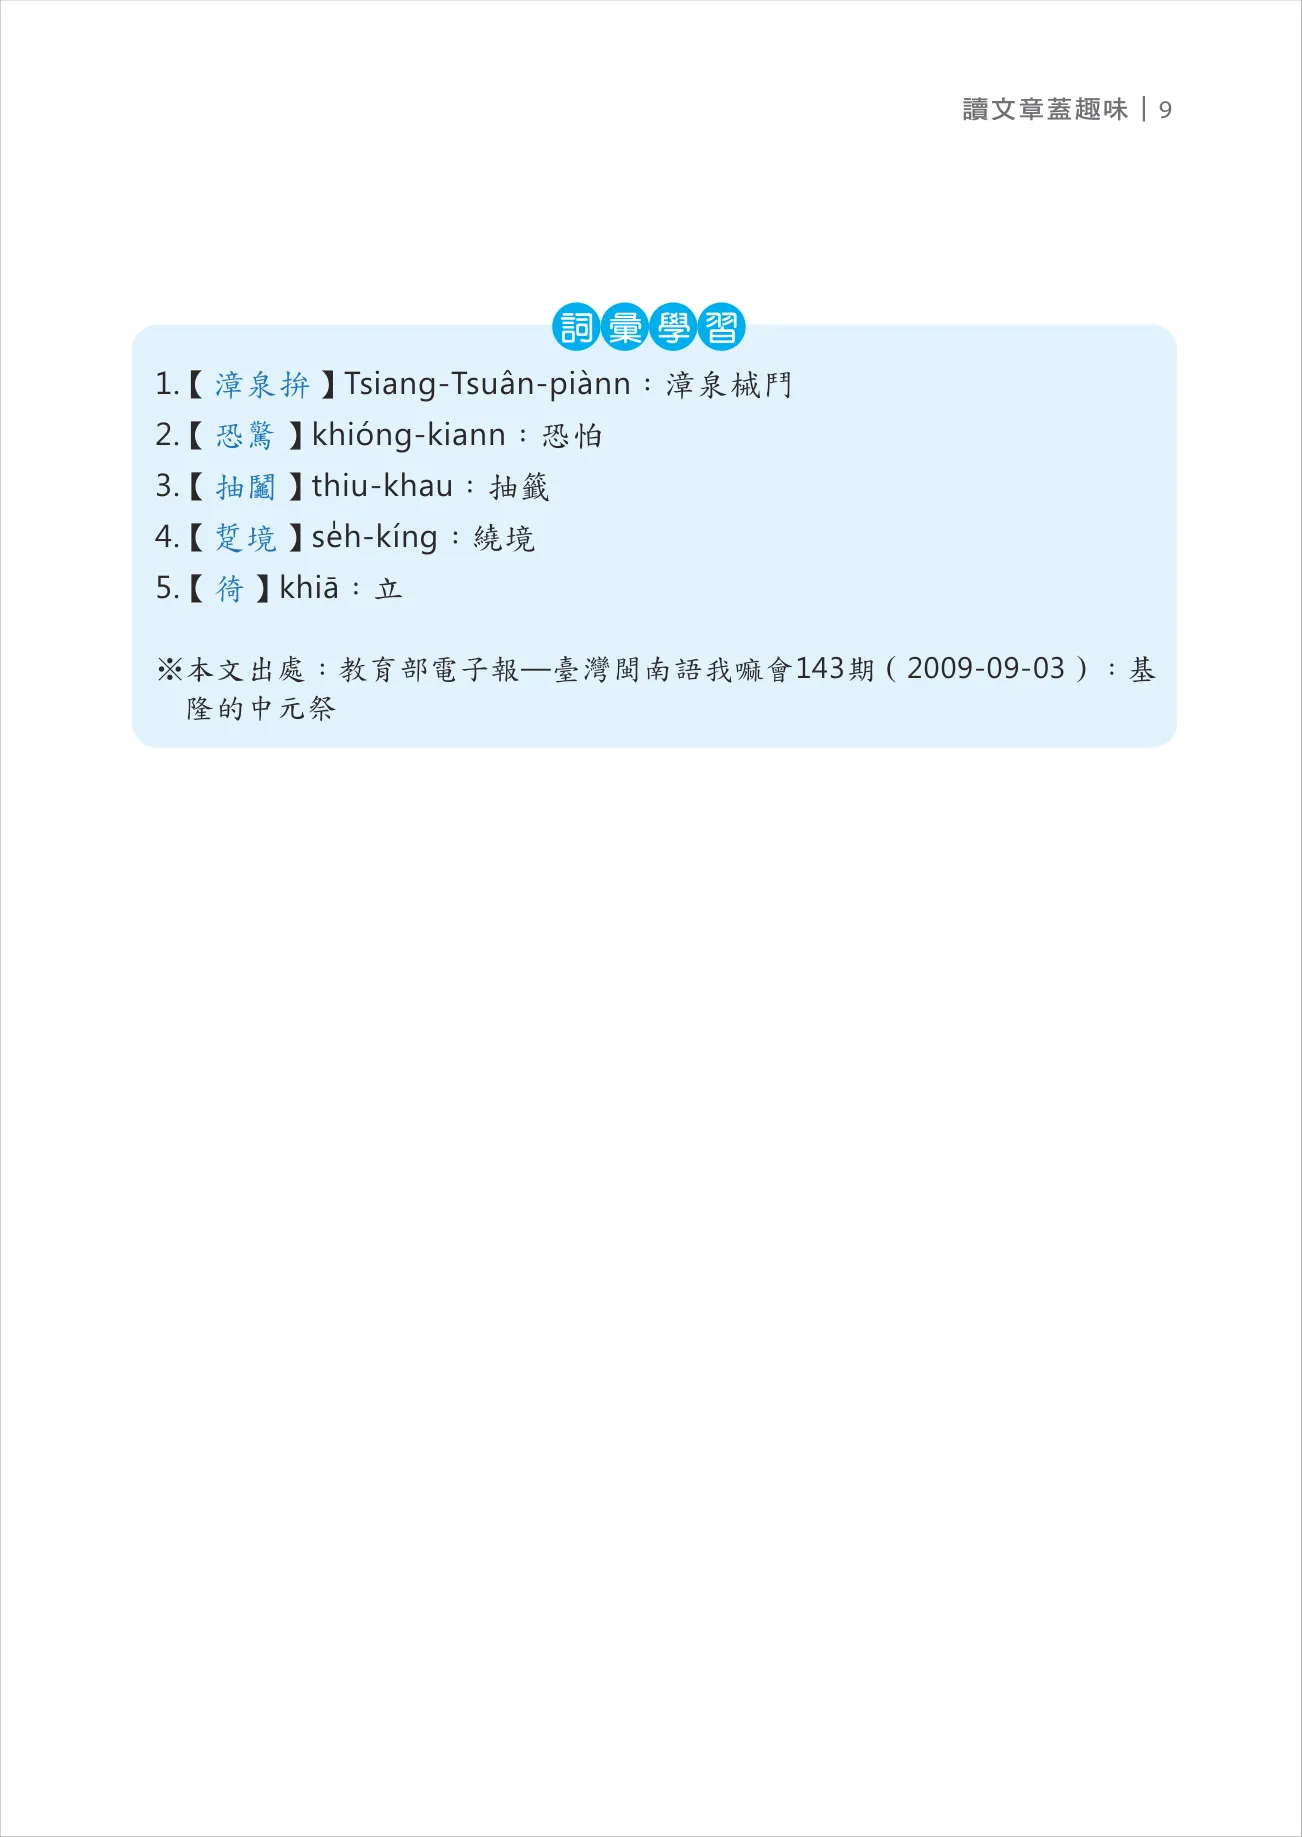 讀文章蓋趣味｜9
詞彙學習
1.【漳泉拚】Tsiang-Tsuân-piànn：漳泉械鬥
2.【恐驚】khióng-kiann：恐怕
3.【抽鬮】thiu-khau：抽籤
4.【踅境】se̍h-kíng：繞境
5.【徛】khiā：立
※本文出處：教育部電子報—臺灣閩南語我嘛會143期（2009-09-03）：基
隆的中元祭